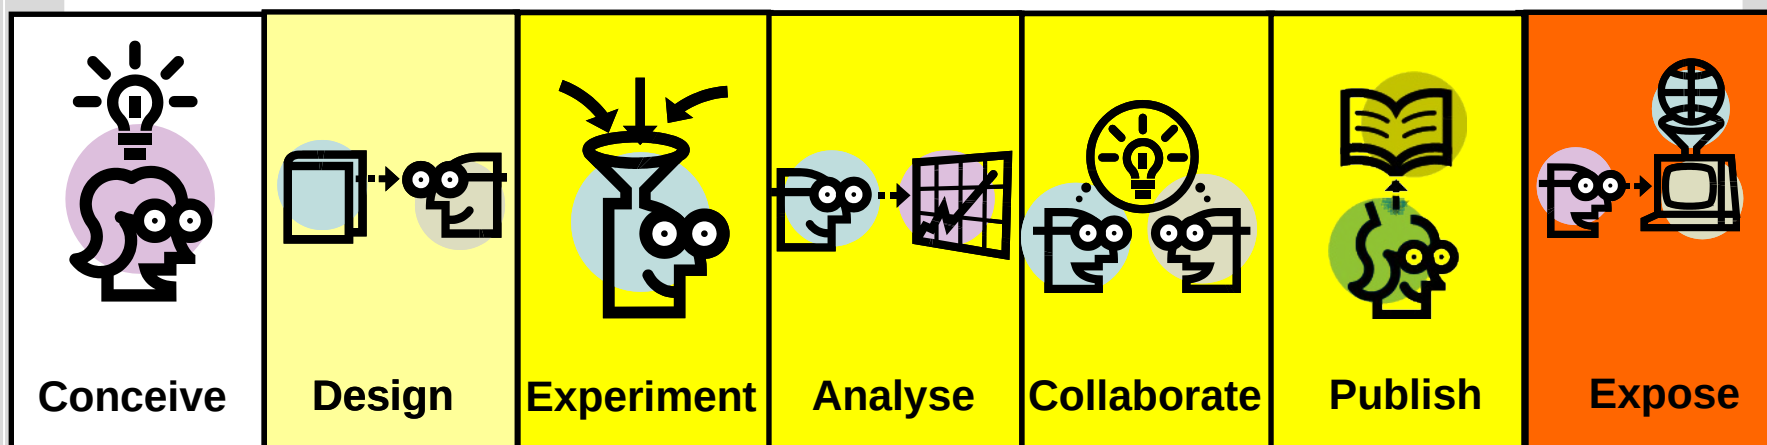 Conceive
Design
Experiment
Analyse
Collaborate
Publish
Expose